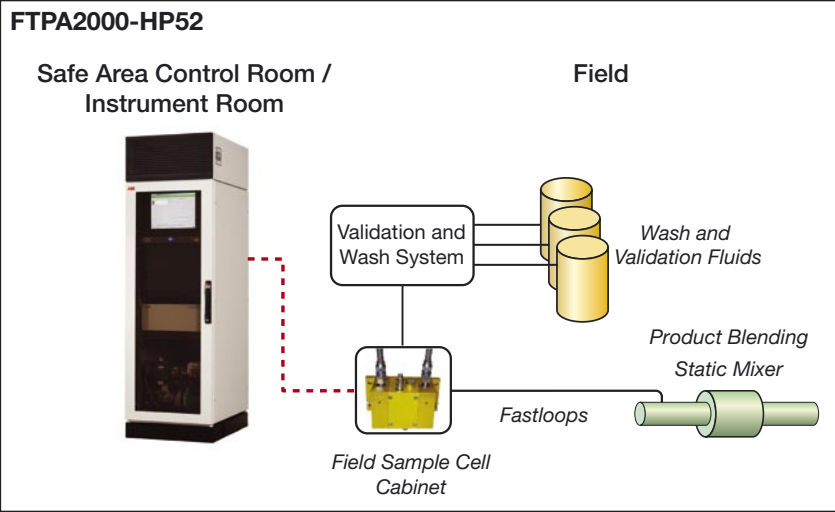 FTPA2000-HP52
Safe Area Control Room /
Instrument Room
Field
ABB
Validation and
Wash System
Wash and
Validation Fluids
Product Blending
Static Mixer
Fastloops
Field Sample Cell
Cabinet